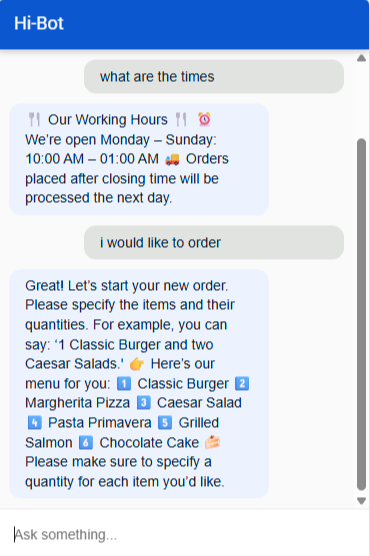 Hi-Bot
what are the times
🍴 Our Working Hours 🍴 ⏰
We’re open Monday – Sunday:
10:00 AM – 01:00 AM 🚚 Orders
placed after closing time will be
processed the next day.
i would like to order
Great! Let’s start your new order.
Please specify the items and their
quantities. For example, you can
say: ‘1 Classic Burger and two
Caesar Salads.' 👉 Here’s our
menu for you: 1️⃣ Classic Burger 2️⃣
Margherita Pizza 3️⃣ Caesar Salad
4️⃣ Pasta Primavera 5️⃣ Grilled
Salmon 6️⃣ Chocolate Cake 🍰
Please make sure to specify a
quantity for each item you’d like.
Ask something...